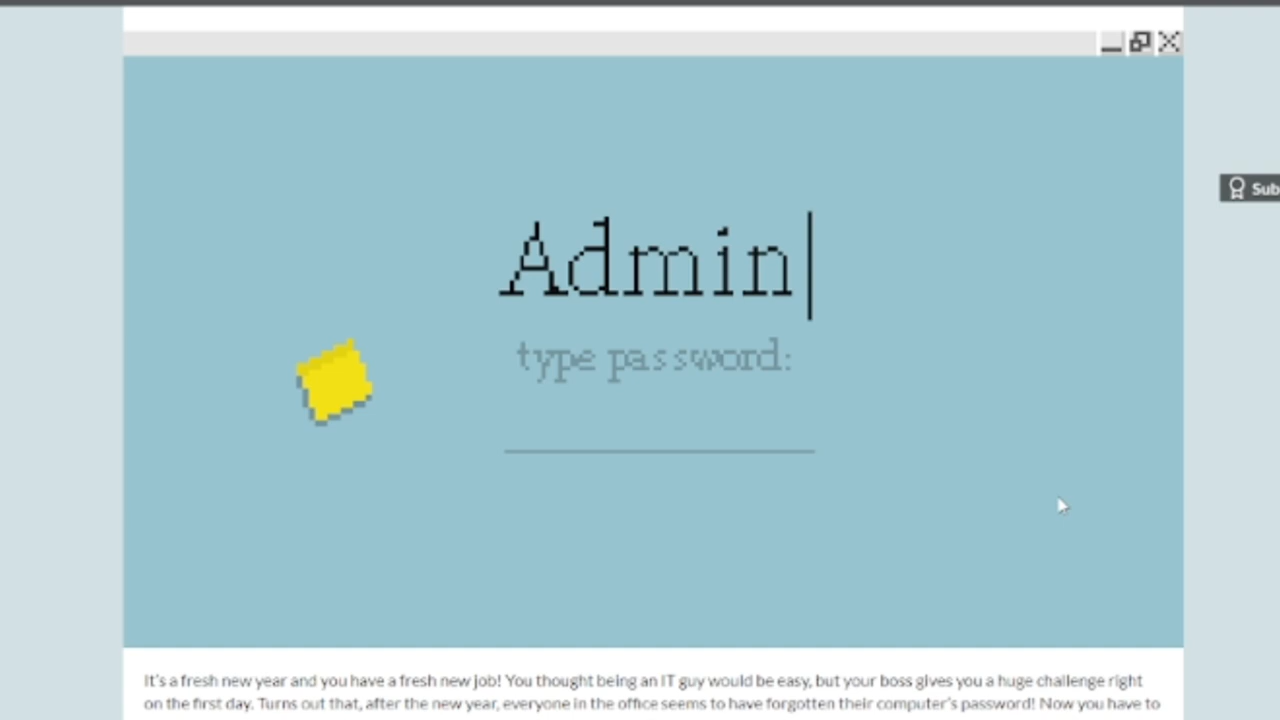 Admin
Sub
type password:
It's a fresh new year and you have a fresh new job! You thought being an IT guy would be easy, but your boss gives you a huge challenge right
on the first day. Turns out that, after the new year, everyone in the office seems to have forgotten their computer's password! Now you have to